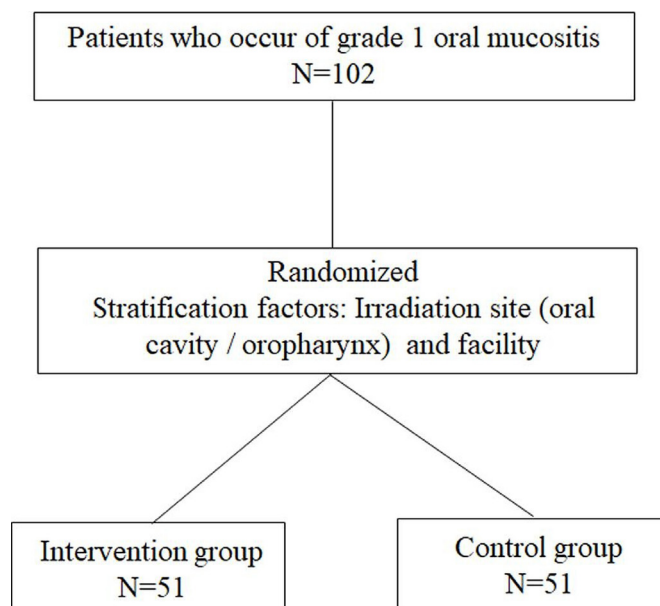 Patients who occur of grade 1 oral mucositis
N=102
Randomized
Stratification factors: Irradiation site (oral
cavity / oropharynx) and facility
Intervention group
N=51
Control group
N=51